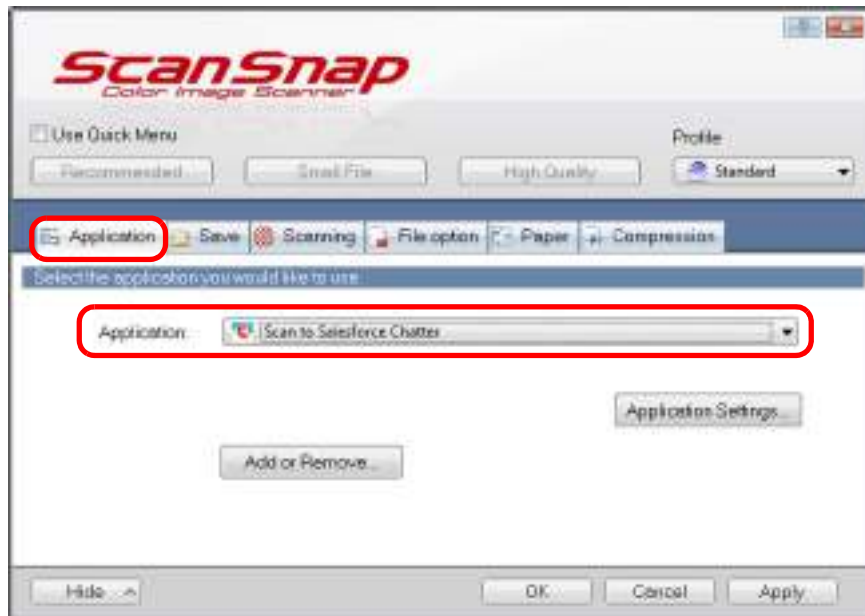 ScanSnap
Color Image Scanner
Use Quick Menu
Profile
Recommended Small File High Quality Standard
Application Save Scanning File option Paper Compression
Select the application you would like to use.
Application: Scan to Salesforce Chatter
Application Settings...
Add or Remove...
Hide OK Cancel Apply